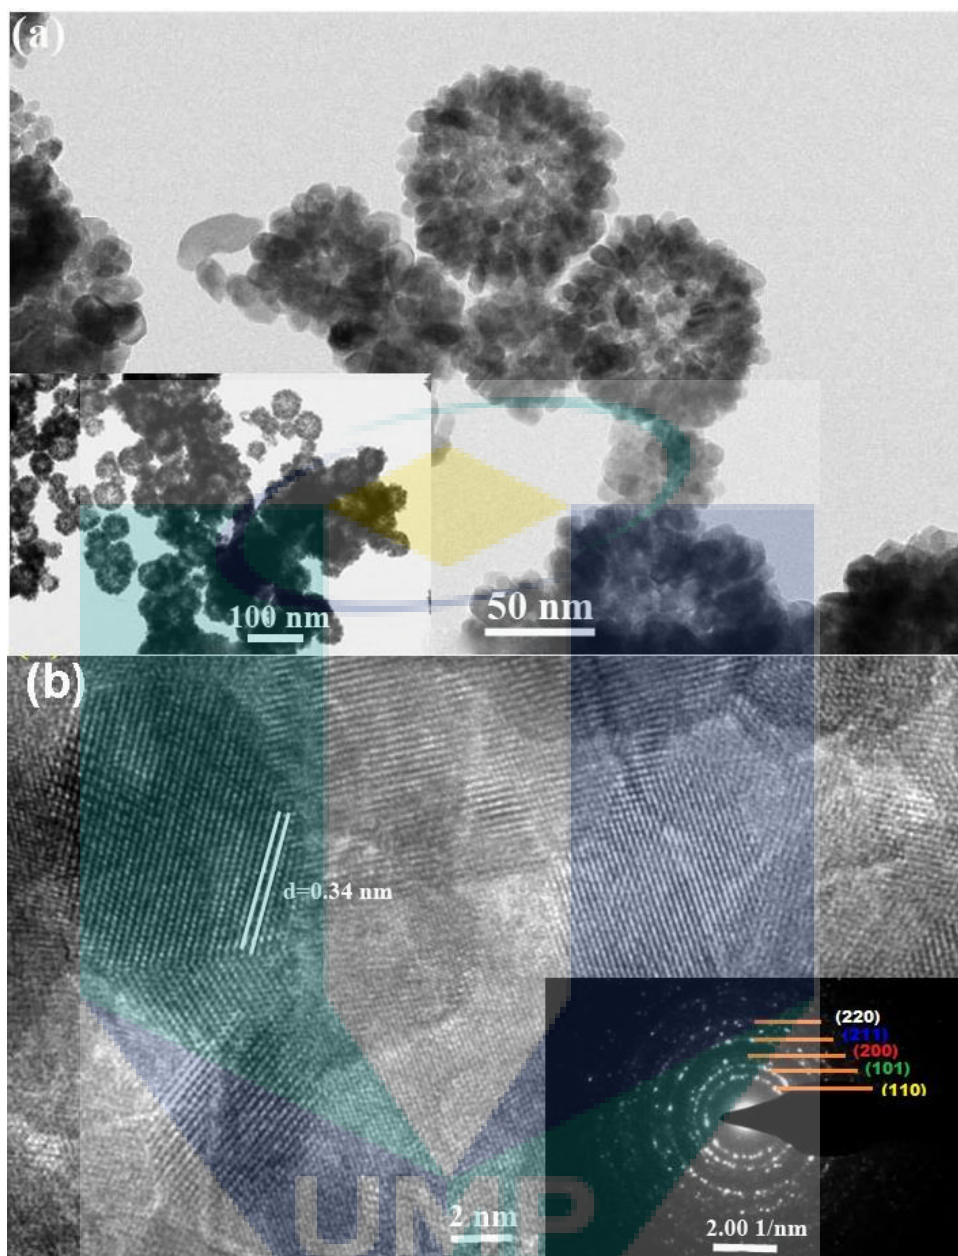 (a)
100 nm
50 nm
(b)
d=0.34 nm
(220)
(211)
(200)
(101)
(110)
UMP
2 nm
2.00 1/nm